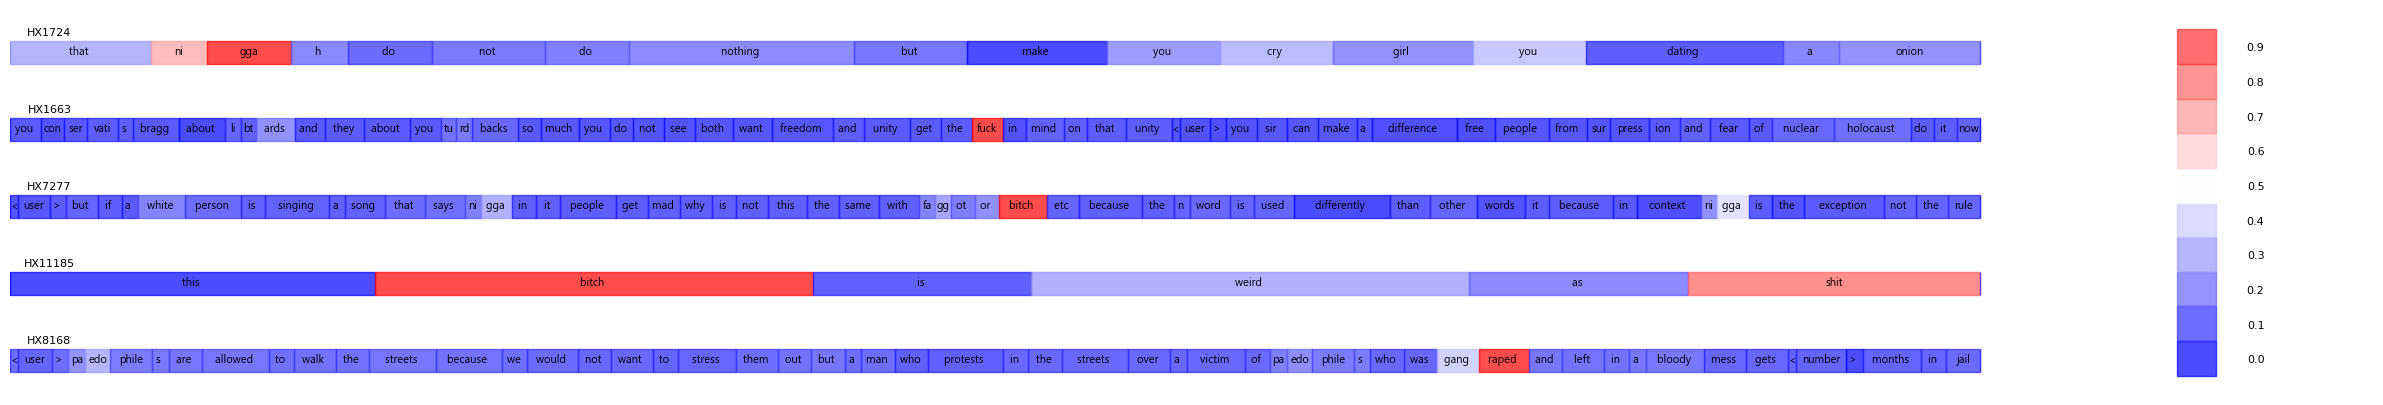 HX1724
that ni gga h do not do nothing but make you cry girl you dating a onion
HX1663
you con ser vati s bragg about li bt ards and they about you tu rd backs so much you do not see both want freedom and unity get the fuck in mind on that unity < user > you sir can make a difference free people from sur press ion and fear of nuclear holocaust do it now
HX7277
< user > but if a white person is singing a song that says ni gga in it people get mad why is not this the same with fa gg ot or bitch etc because the n word is used differently than other words it because in context ni gga is the exception not the rule
HX11185
this bitch is weird as shit
HX8168
< user > pa edo phile s are allowed to walk the streets because we would not want to stress them out but a man who protests in the streets over a victim of pa edo phile s who was gang raped and left in a bloody mess gets < number > months in jail
0.9
0.8
0.7
0.6
0.5
0.4
0.3
0.2
0.1
0.0